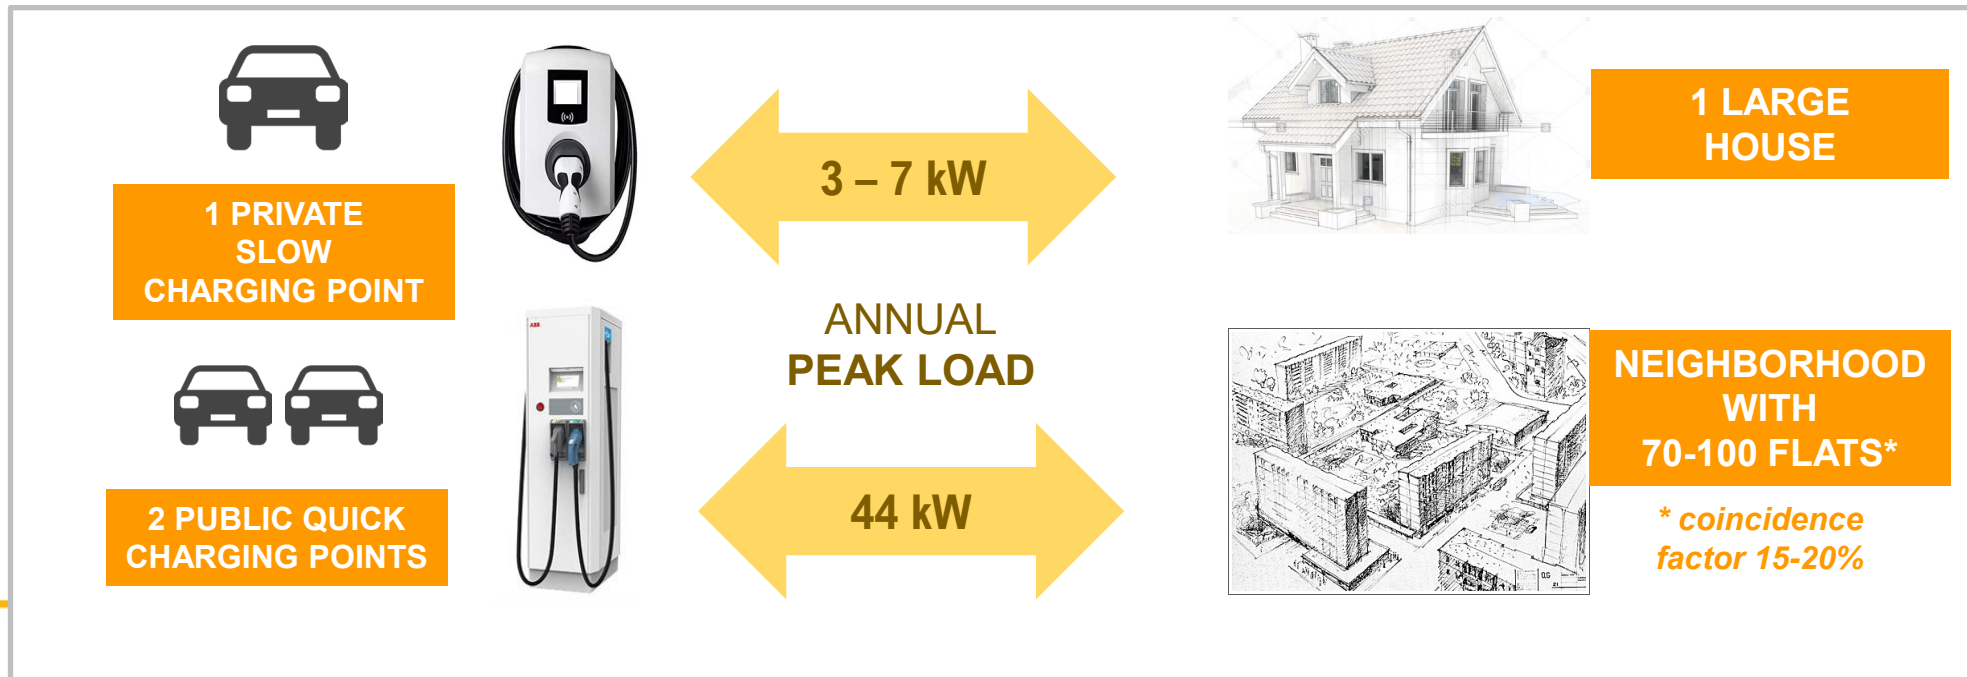 1 PRIVATE
SLOW
CHARGING POINT
((•))
3 – 7 kW
1 LARGE
HOUSE
ANNUAL
PEAK LOAD
ABB
2 PUBLIC QUICK
CHARGING POINTS
44 kW
NEIGHBORHOOD
WITH
70-100 FLATS*
* coincidence
factor 15-20%